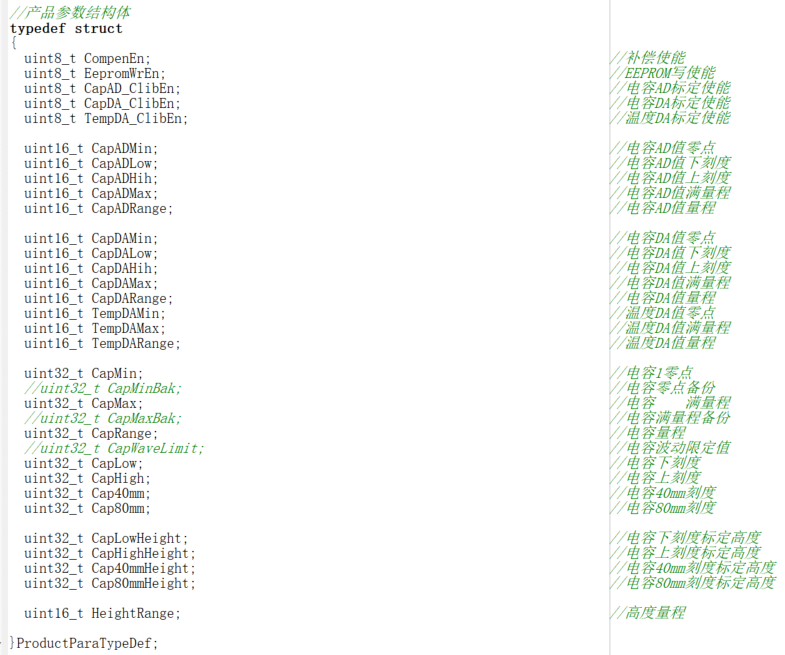 //产品参数结构体
typedef struct
{
uint8_t CompenEn; //补偿使能
uint8_t EepromWrEn; //EEPROM写使能
uint8_t CapAD_ClibEn; //电容AD标定使能
uint8_t CapDA_ClibEn; //电容DA标定使能
uint8_t TempDA_ClibEn; //温度DA标定使能
uint16_t CapADMin; //电容AD值零点
uint16_t CapADLow; //电容AD值下刻度
uint16_t CapADHih; //电容AD值上刻度
uint16_t CapADMax; //电容AD值满量程
uint16_t CapADRange; //电容AD值量程
uint16_t CapDAMin; //电容DA值零点
uint16_t CapDALow; //电容DA值下刻度
uint16_t CapDAHih; //电容DA值上刻度
uint16_t CapDAMax; //电容DA值满量程
uint16_t CapDARange; //电容DA值量程
uint16_t TempDAMin; //温度DA值零点
uint16_t TempDAMax; //温度DA值满量程
uint16_t TempDARange; //温度DA值量程
uint32_t CapMin; //电容1零点
//uint32_t CapMinBak; //电容零点备份
uint32_t CapMax; //电容 满量程
//uint32_t CapMaxBak; //电容满量程备份
uint32_t CapRange; //电容量程
//uint32_t CapWaveLimit; //电容波动限定值
uint32_t CapLow; //电容下刻度
uint32_t CapHigh; //电容上刻度
uint32_t Cap40mm; //电容40mm刻度
uint32_t Cap80mm; //电容80mm刻度
uint32_t CapLowHeight; //电容下刻度标定高度
uint32_t CapHighHeight; //电容上刻度标定高度
uint32_t Cap40mmHeight; //电容40mm刻度标定高度
uint32_t Cap80mmHeight; //电容80mm刻度标定高度
uint16_t HeightRange; //高度量程
}ProductParaTypeDef;